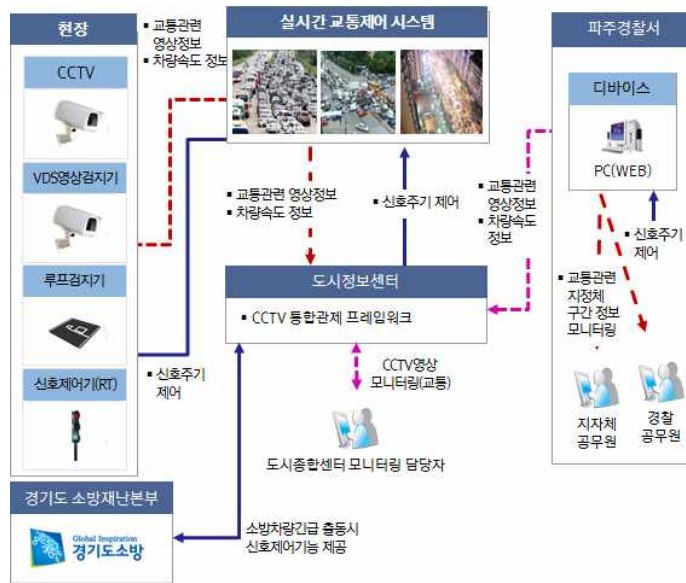 현장
CCTV
VDS영상검지기
루프검지기
신호제어기(RT)
▪ 교통관련
영상정보
▪ 차량속도 정보
실시간 교통제어 시스템
▪ 신호주기
제어
▪ 교통관련 영상정보
▪ 차량속도 정보
▪ 신호주기 제어
▪ 교통관련
영상정보
▪ 차량속도
정보
도시정보센터
▪ CCTV 통합관제 프레임워크
CCTV영상
모니터링(교통)
도시종합센터 모니터링 담당자
파주경찰서
디바이스
PC(WEB)
▪ 신호주기
제어
▪ 교통관련
지정체
구간 정보
모니터링
지자체
공무원
경찰
공무원
경기도 소방재난본부
Global Inspiration
경기도소방
소방차량긴급 출동시
신호제어기능 제공